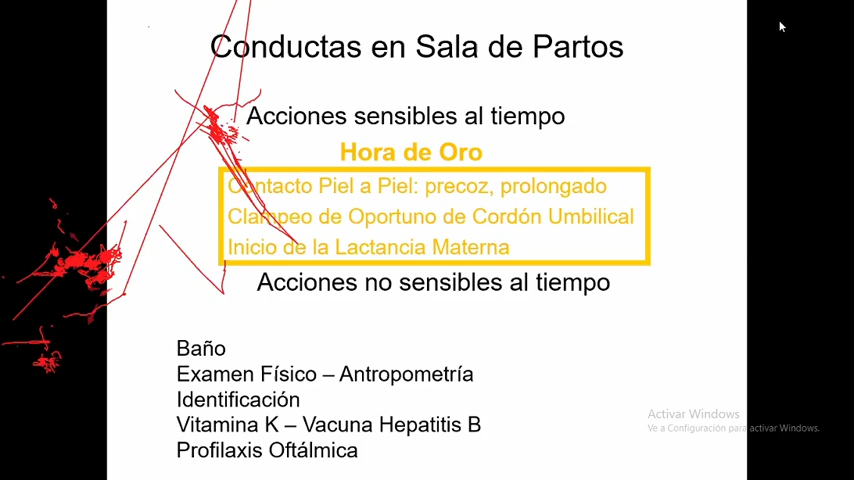 Conductas en Sala de Partos
Acciones sensibles al tiempo
Hora de Oro
Contacto Piel a Piel: precoz, prolongado
Clampeo de Oportuno de Cordón Umbilical
Inicio de la Lactancia Materna
Acciones no sensibles al tiempo
Baño
Examen Físico – Antropometría
Identificación
Vitamina K – Vacuna Hepatitis B
Profilaxis Oftálmica
Activar Windows
Ve a Configuración para activar Windows.